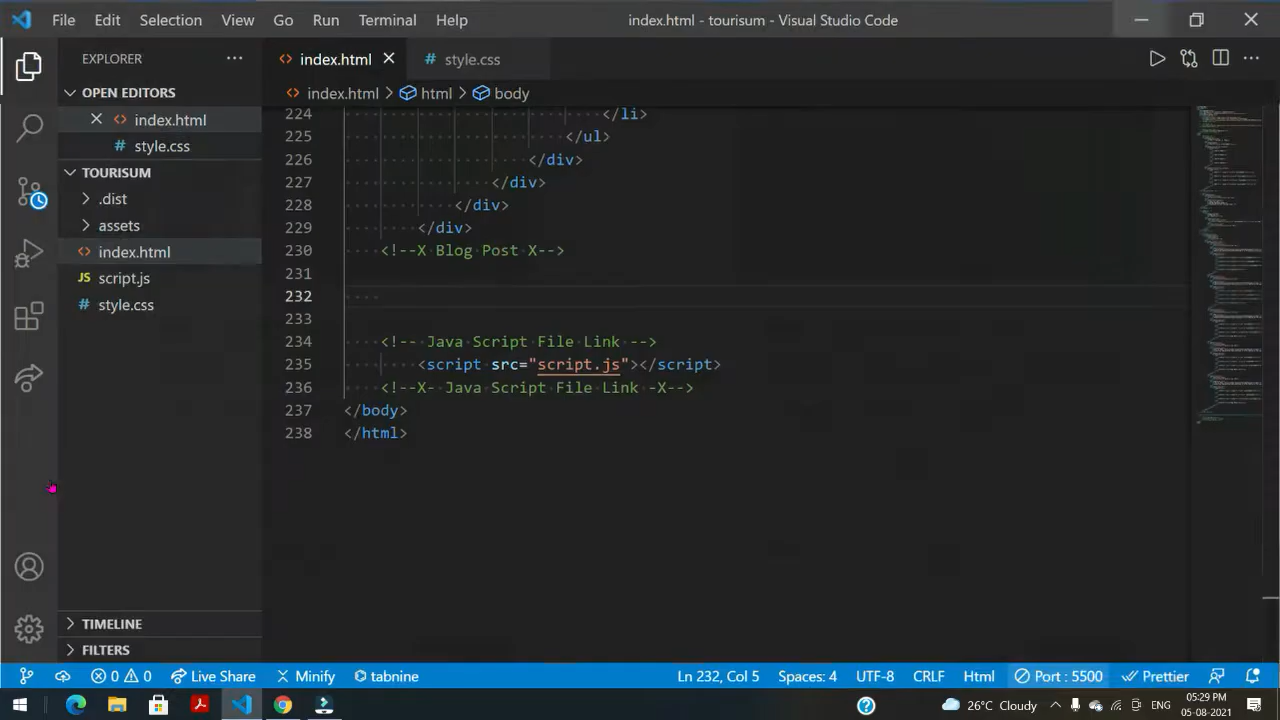 File Edit Selection View Go Run Terminal Help index.html - tourisum - Visual Studio Code
EXPLORER
OPEN EDITORS
index.html
style.css
TOURISUM
.dist
assets
index.html
script.js
style.css
TIMELINE
FILTERS
index.html style.css
index.html > html > body
224 </li>
225 </ul>
226 </div>
227 </div>
228 </div>
229 </div>
230 <!--X Blog Post X-->
231
232
233
234 <!-- Java Script File Link -->
235 <script src="script.js"></script>
236 <!--X- Java Script File Link -X-->
237 </body>
238 </html>
0 0 Live Share Minify tabnine Ln 232, Col 5 Spaces: 4 UTF-8 CRLF Html Port : 5500 Prettier
26°C Cloudy ENG 05:29 PM
05-08-2021